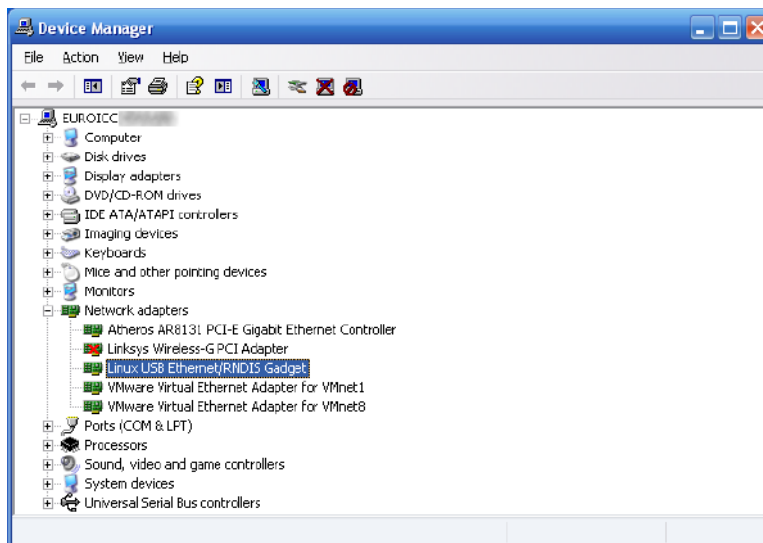 Device Manager
File Action View Help
EUROICC
Computer
Disk drives
Display adapters
DVD/CD-ROM drives
IDE ATA/ATAPI controllers
Imaging devices
Keyboards
Mice and other pointing devices
Monitors
Network adapters
Atheros AR8131 PCI-E Gigabit Ethernet Controller
Linksys Wireless-G PCI Adapter
Linux USB Ethernet/RNDIS Gadget
VMware Virtual Ethernet Adapter for VMnet1
VMware Virtual Ethernet Adapter for VMnet8
Ports (COM & LPT)
Processors
Sound, video and game controllers
System devices
Universal Serial Bus controllers